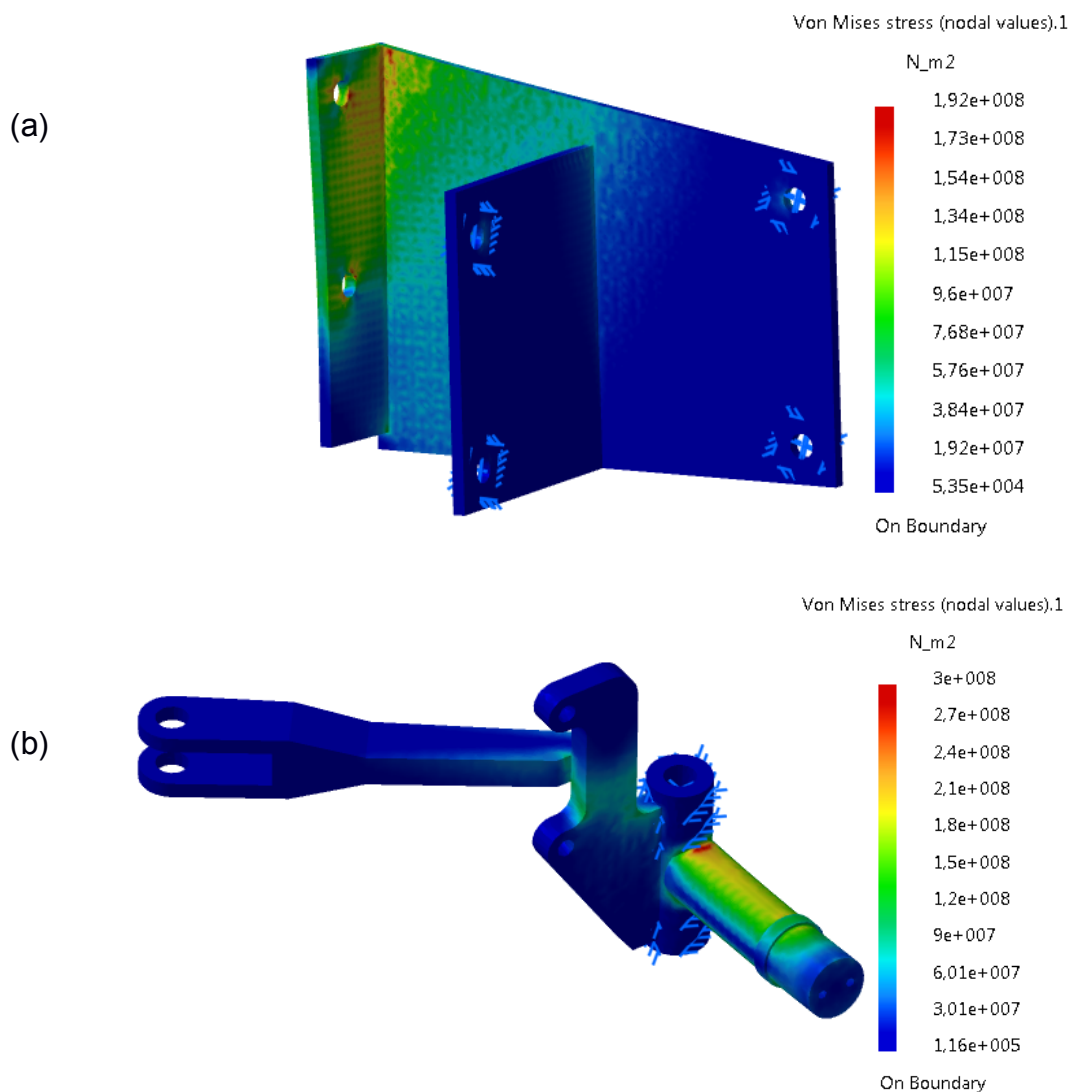 Von Mises stress (nodal values).1
N_m2
(a)
1,92e+008
1,73e+008
1,54e+008
1,34e+008
1,15e+008
9,6e+007
7,68e+007
5,76e+007
3,84e+007
1,92e+007
5,35e+004
On Boundary
Von Mises stress (nodal values).1
N_m2
(b)
3e+008
2,7e+008
2,4e+008
2,1e+008
1,8e+008
1,5e+008
1,2e+008
9e+007
6,01e+007
3,01e+007
1,16e+005
On Boundary